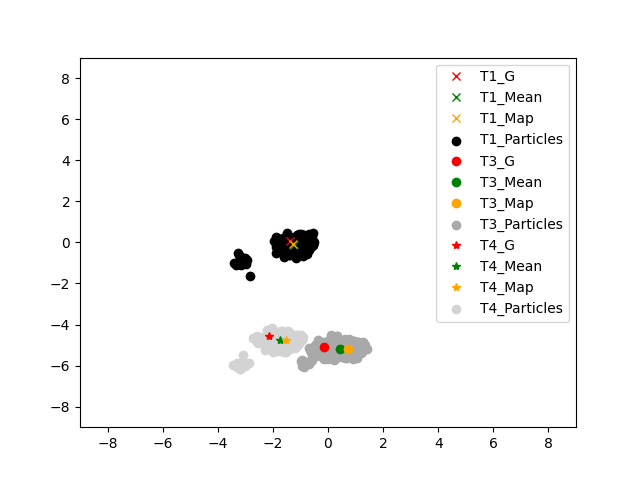 8
6
4
2
0
−2
−4
−6
−8
−8 −6 −4 −2 0 2 4 6 8
T1_G
T1_Mean
T1_Map
T1_Particles
T3_G
T3_Mean
T3_Map
T3_Particles
T4_G
T4_Mean
T4_Map
T4_Particles